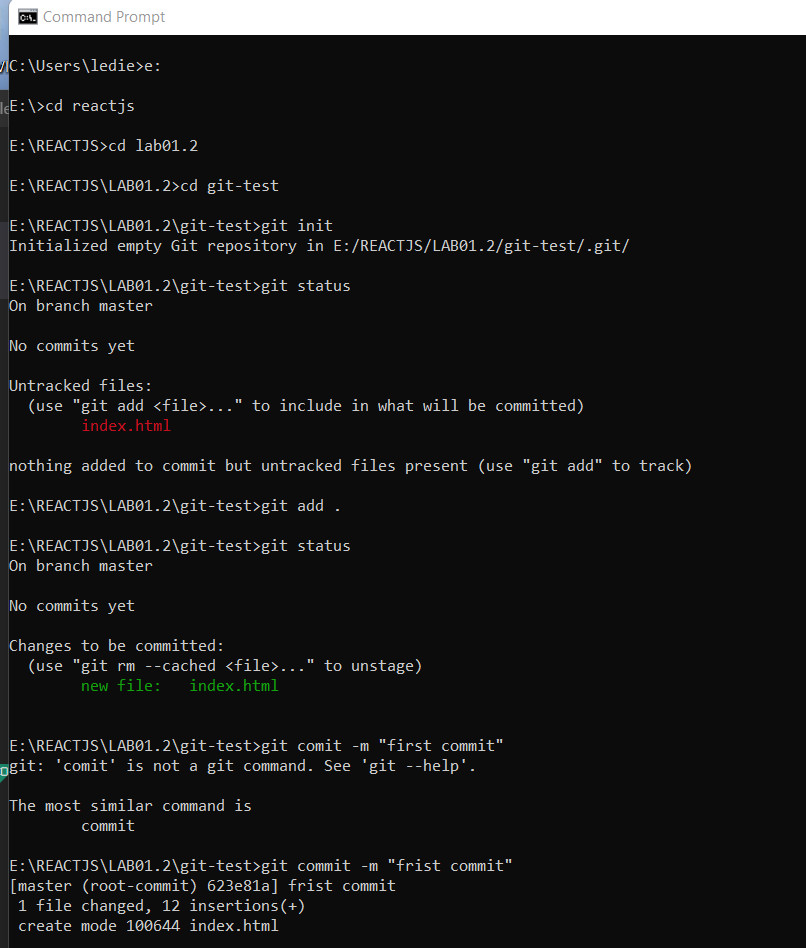 Command Prompt
C:\Users\ledie>e:
E:\>cd reactjs
E:\REACTJS>cd lab01.2
E:\REACTJS\LAB01.2>cd git-test
E:\REACTJS\LAB01.2\git-test>git init
Initialized empty Git repository in E:/REACTJS/LAB01.2/git-test/.git/
E:\REACTJS\LAB01.2\git-test>git status
On branch master
No commits yet
Untracked files:
(use "git add <file>..." to include in what will be committed)
index.html
nothing added to commit but untracked files present (use "git add" to track)
E:\REACTJS\LAB01.2\git-test>git add .
E:\REACTJS\LAB01.2\git-test>git status
On branch master
No commits yet
Changes to be committed:
(use "git rm --cached <file>..." to unstage)
new file:   index.html
E:\REACTJS\LAB01.2\git-test>git comit -m "first commit"
git: 'comit' is not a git command. See 'git --help'.
The most similar command is
commit
E:\REACTJS\LAB01.2\git-test>git commit -m "frist commit"
[master (root-commit) 623e81a] frist commit
1 file changed, 12 insertions(+)
create mode 100644 index.html